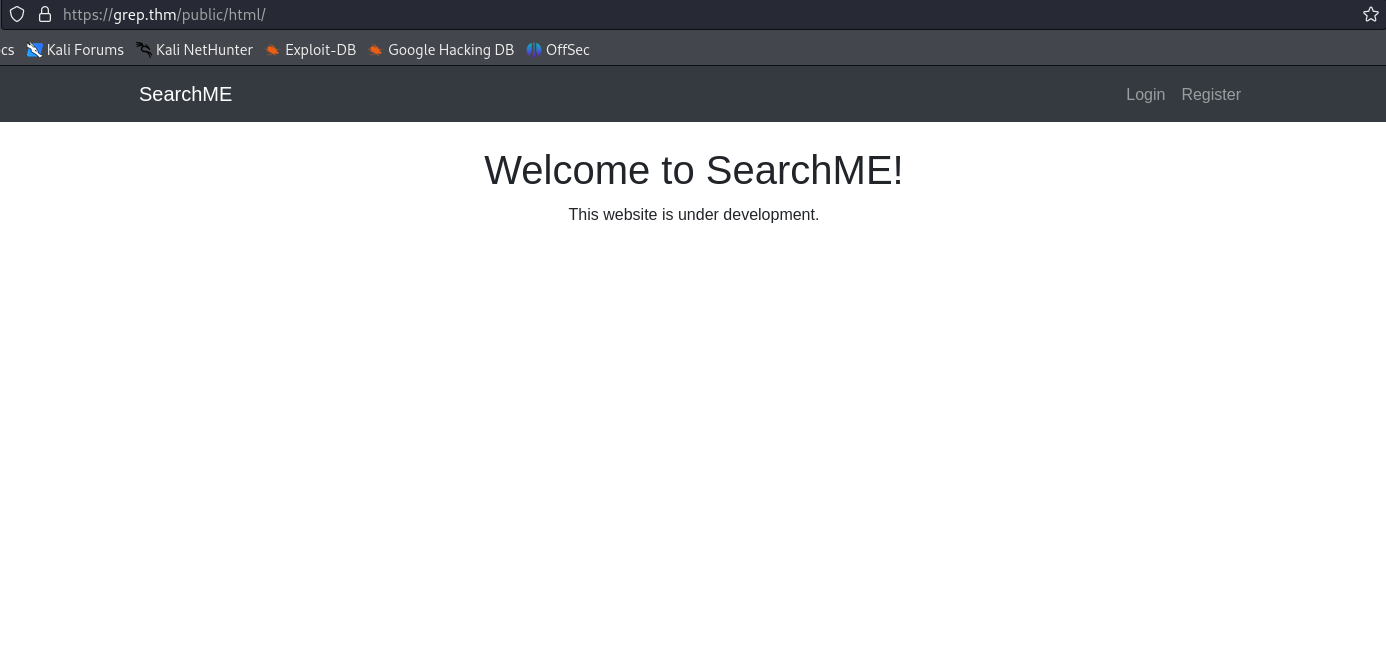 https://grep.thm/public/html/
cs Kali Forums Kali NetHunter Exploit-DB Google Hacking DB OffSec
SearchME Login Register
Welcome to SearchME!
This website is under development.